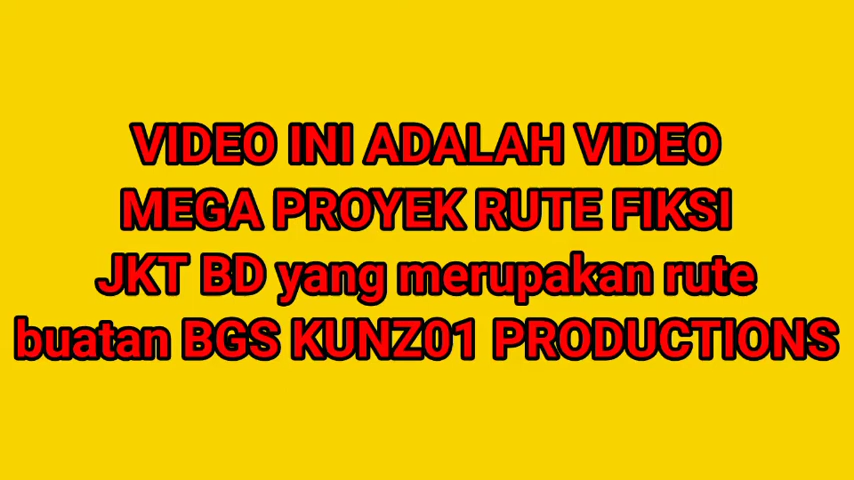 VIDEO INI ADALAH VIDEO
MEGA PROYEK RUTE FIKSI
JKT BD yang merupakan rute
buatan BGS KUNZ01 PRODUCTIONS